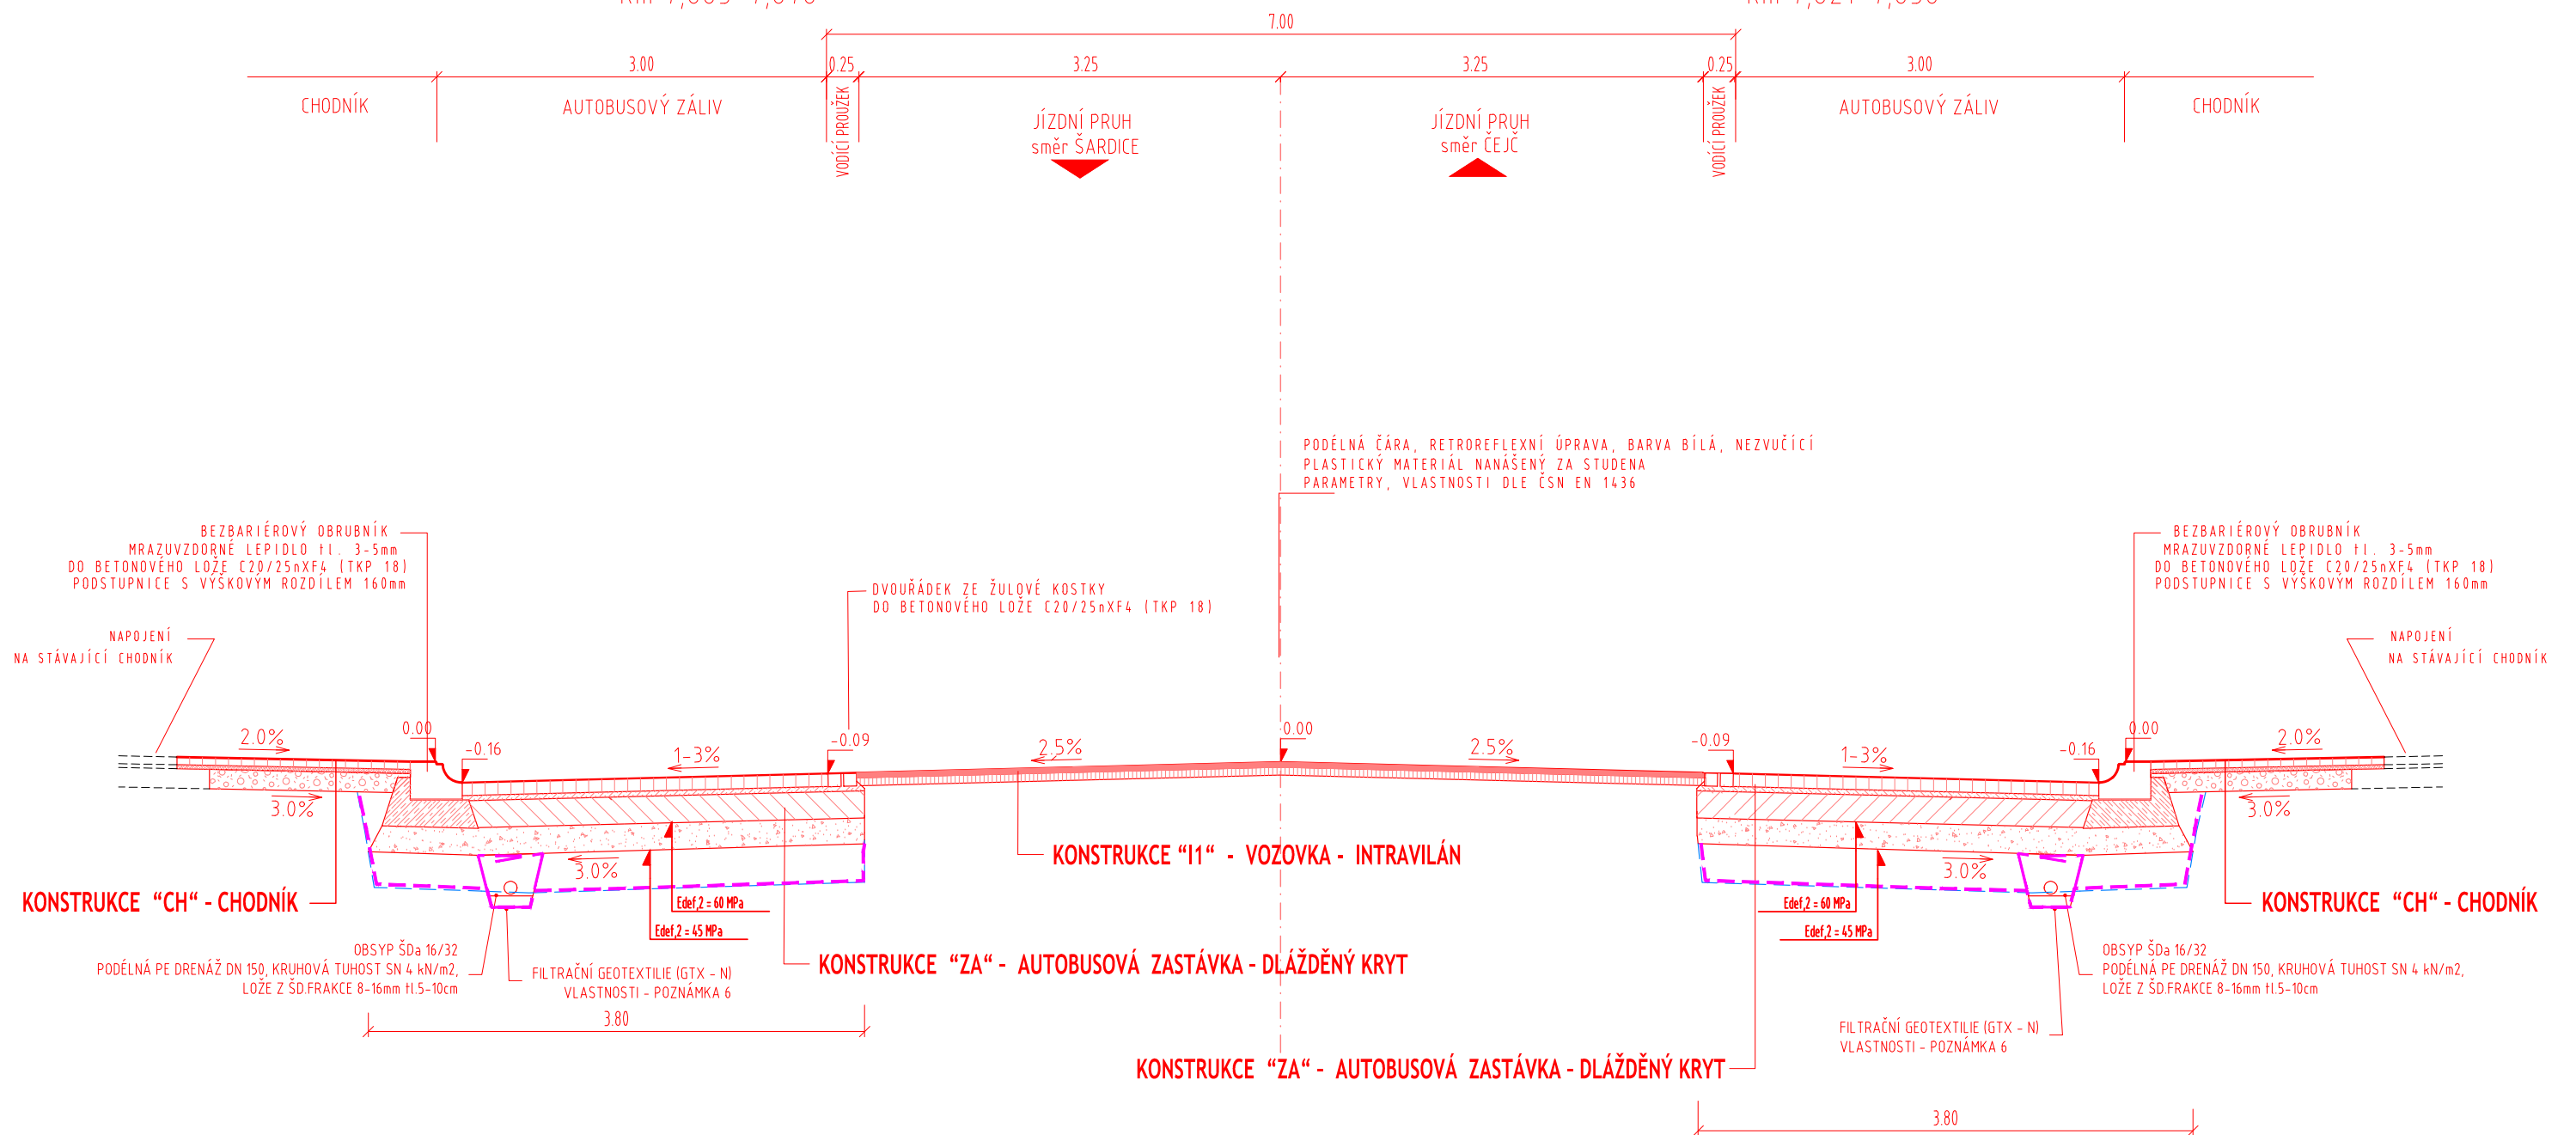 7.00
3.00 0.25 3.25 3.25 0.25 3.00
CHODNÍK
AUTOBUSOVÝ ZÁLIV
VODÍCÍ PROUŽEK
JÍZDNÍ PRUH
směr ŠARDICE
JÍZDNÍ PRUH
směr ČEJČ
VODÍCÍ PROUŽEK
AUTOBUSOVÝ ZÁLIV
CHODNÍK
PODÉLNÁ ČÁRA, RETROREFLEXNÍ ÚPRAVA, BARVA BÍLÁ, NEZVUČÍCÍ
PLASTICKÝ MATERIÁL NANÁŠENÝ ZA STUDENA
PARAMETRY, VLASTNOSTI DLE ČSN EN 1436
BEZBARIÉROVÝ OBRUBNÍK
MRAZUVZDORNÉ LEPIDLO tl. 3-5mm
DO BETONOVÉHO LOŽE C20/25nXF4 (TKP 18)
PODSTUPNICE S VÝŠKOVÝM ROZDÍLEM 160mm
BEZBARIÉROVÝ OBRUBNÍK
MRAZUVZDORNÉ LEPIDLO tl. 3-5mm
DO BETONOVÉHO LOŽE C20/25nXF4 (TKP 18)
PODSTUPNICE S VÝŠKOVÝM ROZDÍLEM 160mm
DVOUŘÁDEK ZE ŽULOVÉ KOSTKY
DO BETONOVÉHO LOŽE C20/25nXF4 (TKP 18)
NAPOJENÍ
NA STÁVAJÍCÍ CHODNÍK
NAPOJENÍ
NA STÁVAJÍCÍ CHODNÍK
2.0% 0.00 -0.16 1-3% -0.09 2.5% 0.00 2.5% -0.09 1-3% -0.16 0.00 2.0%
3.0% 3.0%
3.0% 3.0%
KONSTRUKCE “I1“ - VOZOVKA - INTRAVILÁN
KONSTRUKCE “CH“ - CHODNÍK
Edef,2 = 60 MPa
Edef,2 = 45 MPa
Edef,2 = 60 MPa
Edef,2 = 45 MPa
KONSTRUKCE “CH“ - CHODNÍK
OBSYP ŠDa 16/32
PODÉLNÁ PE DRENÁŽ DN 150, KRUHOVÁ TUHOST SN 4 kN/m2,
LOŽE Z ŠD.FRAKCE 8-16mm tl.5-10cm
FILTRAČNÍ GEOTEXTILIE (GTX - N)
VLASTNOSTI - POZNÁMKA 6
KONSTRUKCE “ZA“ - AUTOBUSOVÁ ZASTÁVKA - DLÁŽDĚNÝ KRYT
OBSYP ŠDa 16/32
PODÉLNÁ PE DRENÁŽ DN 150, KRUHOVÁ TUHOST SN 4 kN/m2,
LOŽE Z ŠD.FRAKCE 8-16mm tl.5-10cm
3.80
FILTRAČNÍ GEOTEXTILIE (GTX - N)
VLASTNOSTI - POZNÁMKA 6
KONSTRUKCE “ZA“ - AUTOBUSOVÁ ZASTÁVKA - DLÁŽDĚNÝ KRYT
3.80